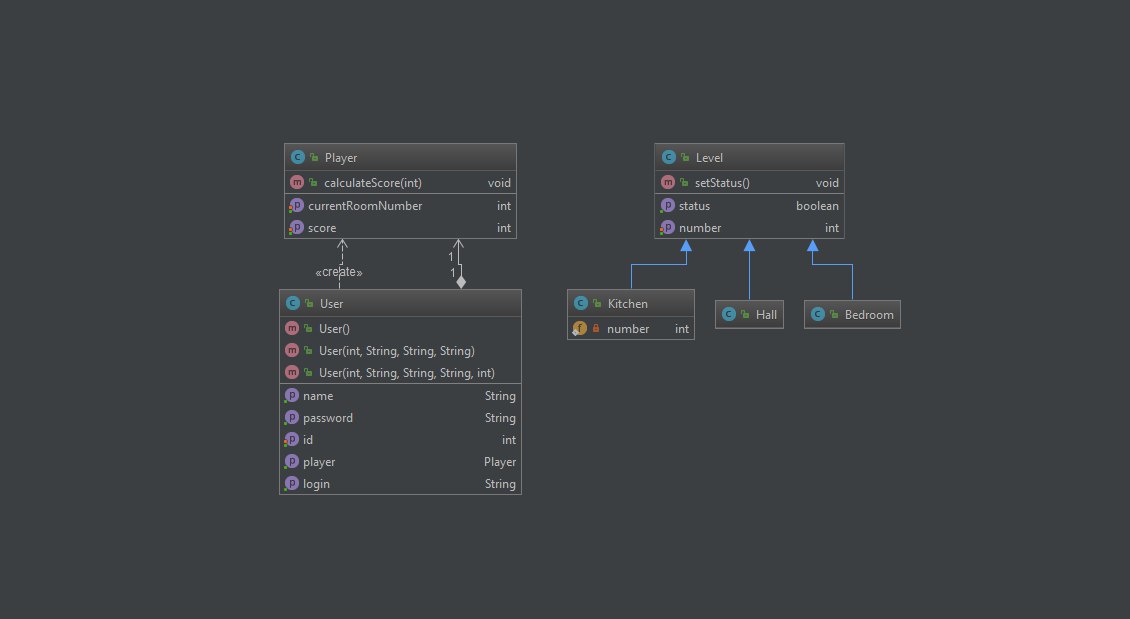 Player
calculateScore(int) void
currentRoomNumber int
score int
1
«create»
1
User
User()
User(int, String, String, String)
User(int, String, String, String, int)
name String
password String
id int
player Player
login String
Level
setStatus() void
status boolean
number int
Kitchen
number int
Hall
Bedroom